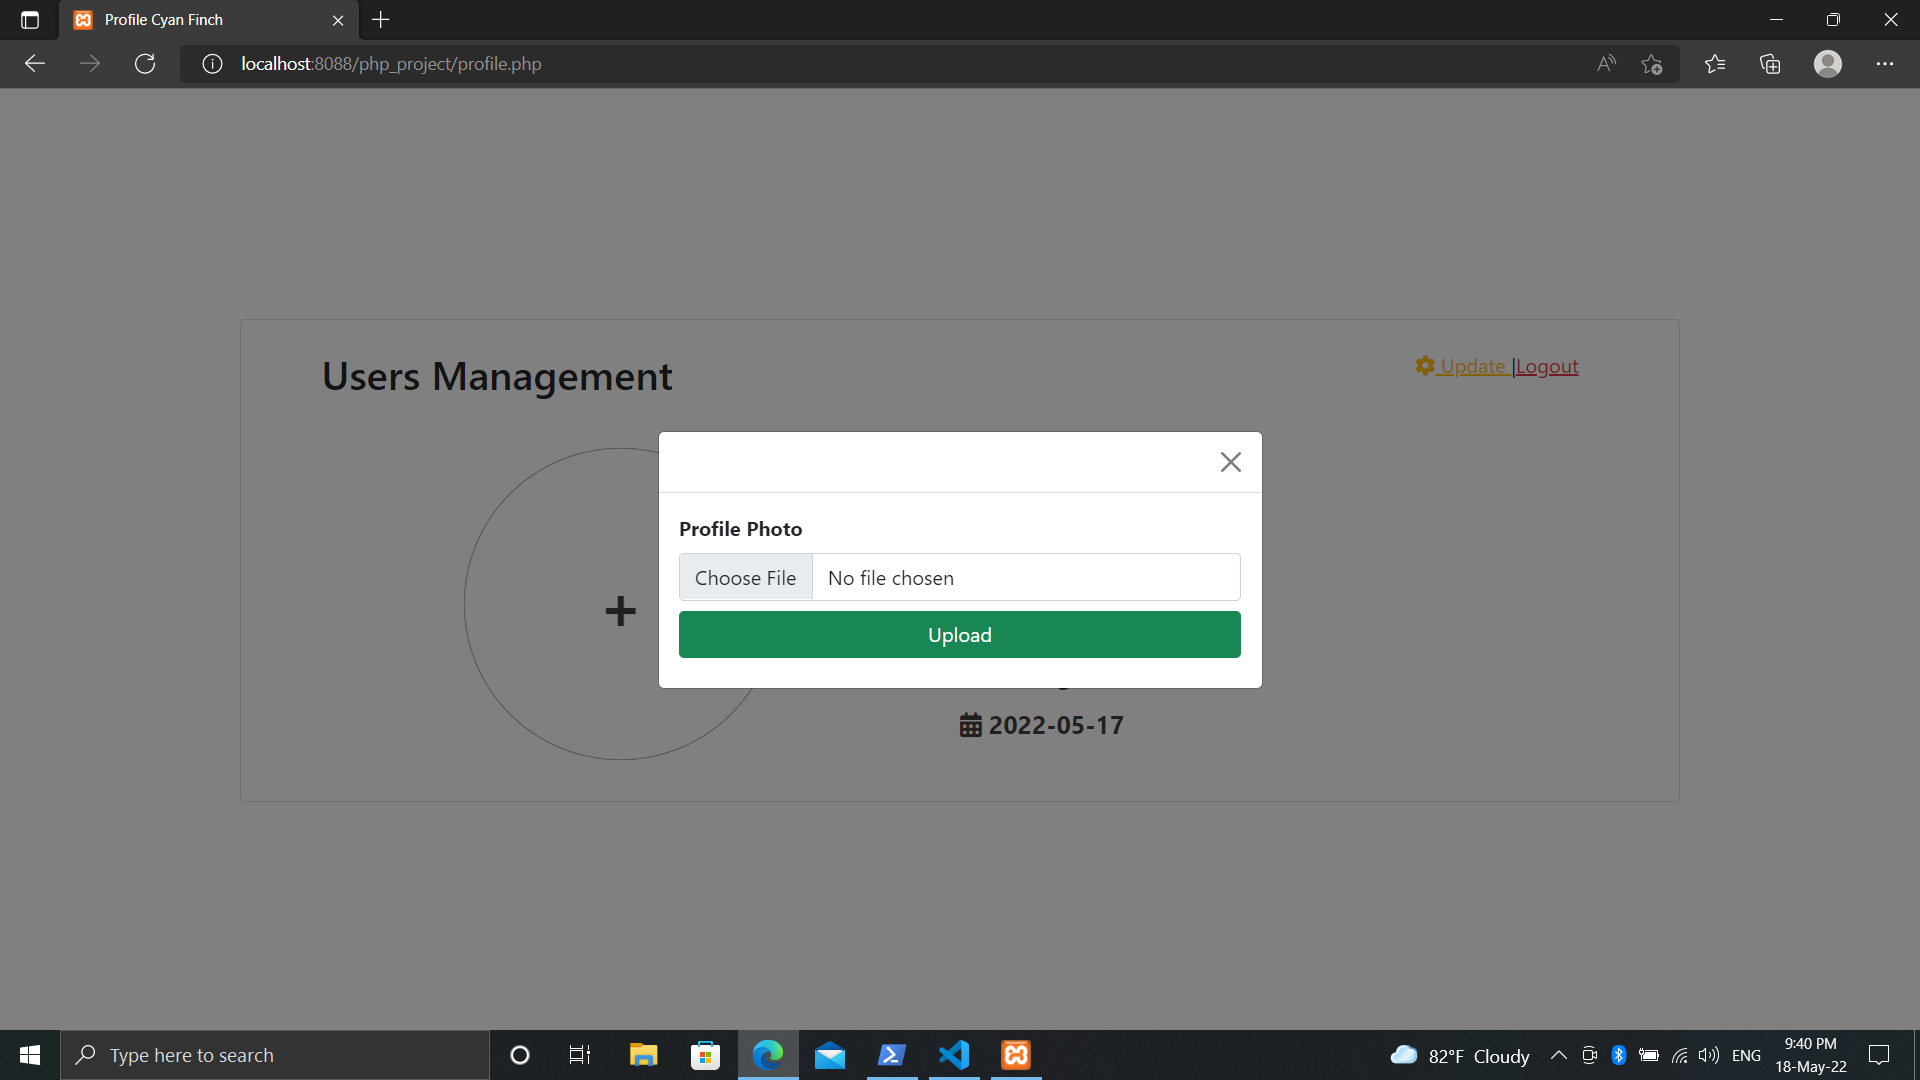 Profile Cyan Finch
localhost:8088/php_project/profile.php
Users Management
Update |Logout
Profile Photo
Choose File No file chosen
Upload
+
2022-05-17
Type here to search
82°F Cloudy
ENG
9:40 PM
18-May-22